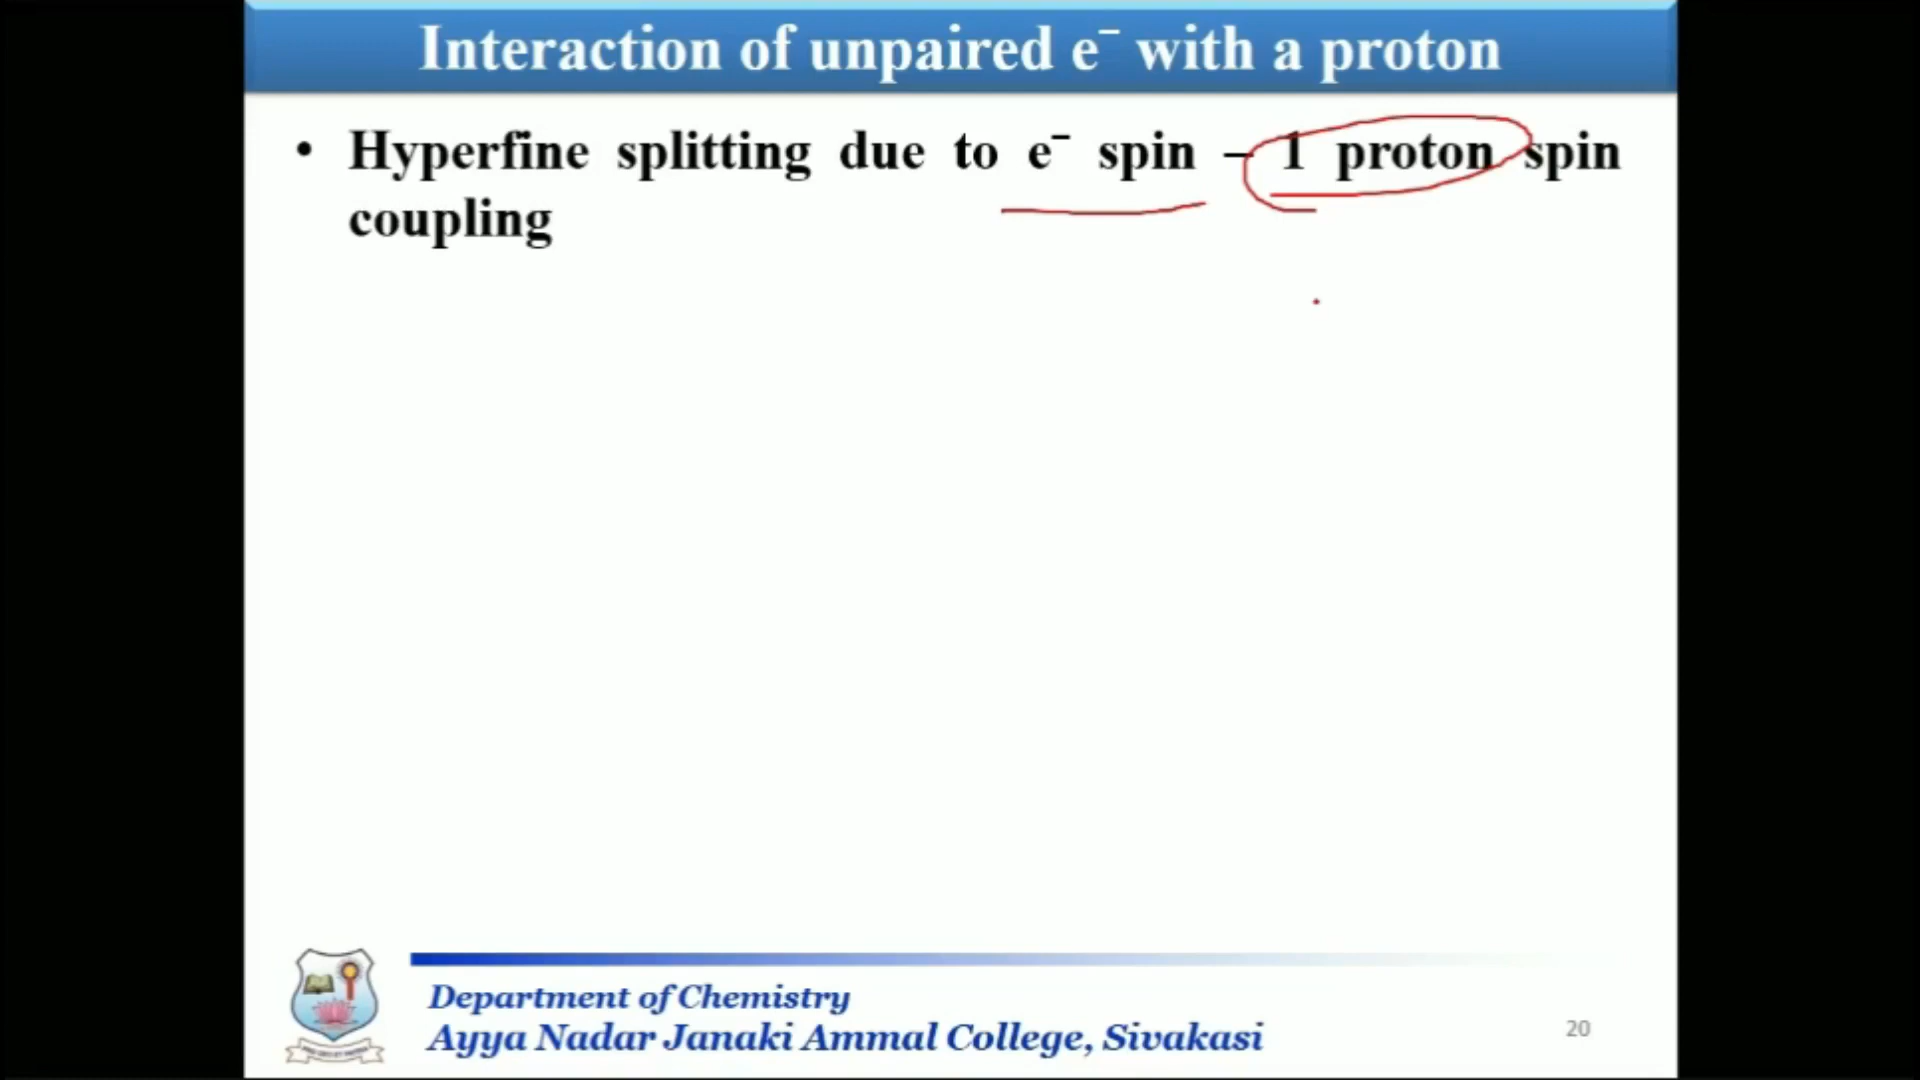 Interaction of unpaired e⁻ with a proton
• Hyperfine splitting due to e⁻ spin – 1 proton spin
coupling
Department of Chemistry
Ayya Nadar Janaki Ammal College, Sivakasi
20